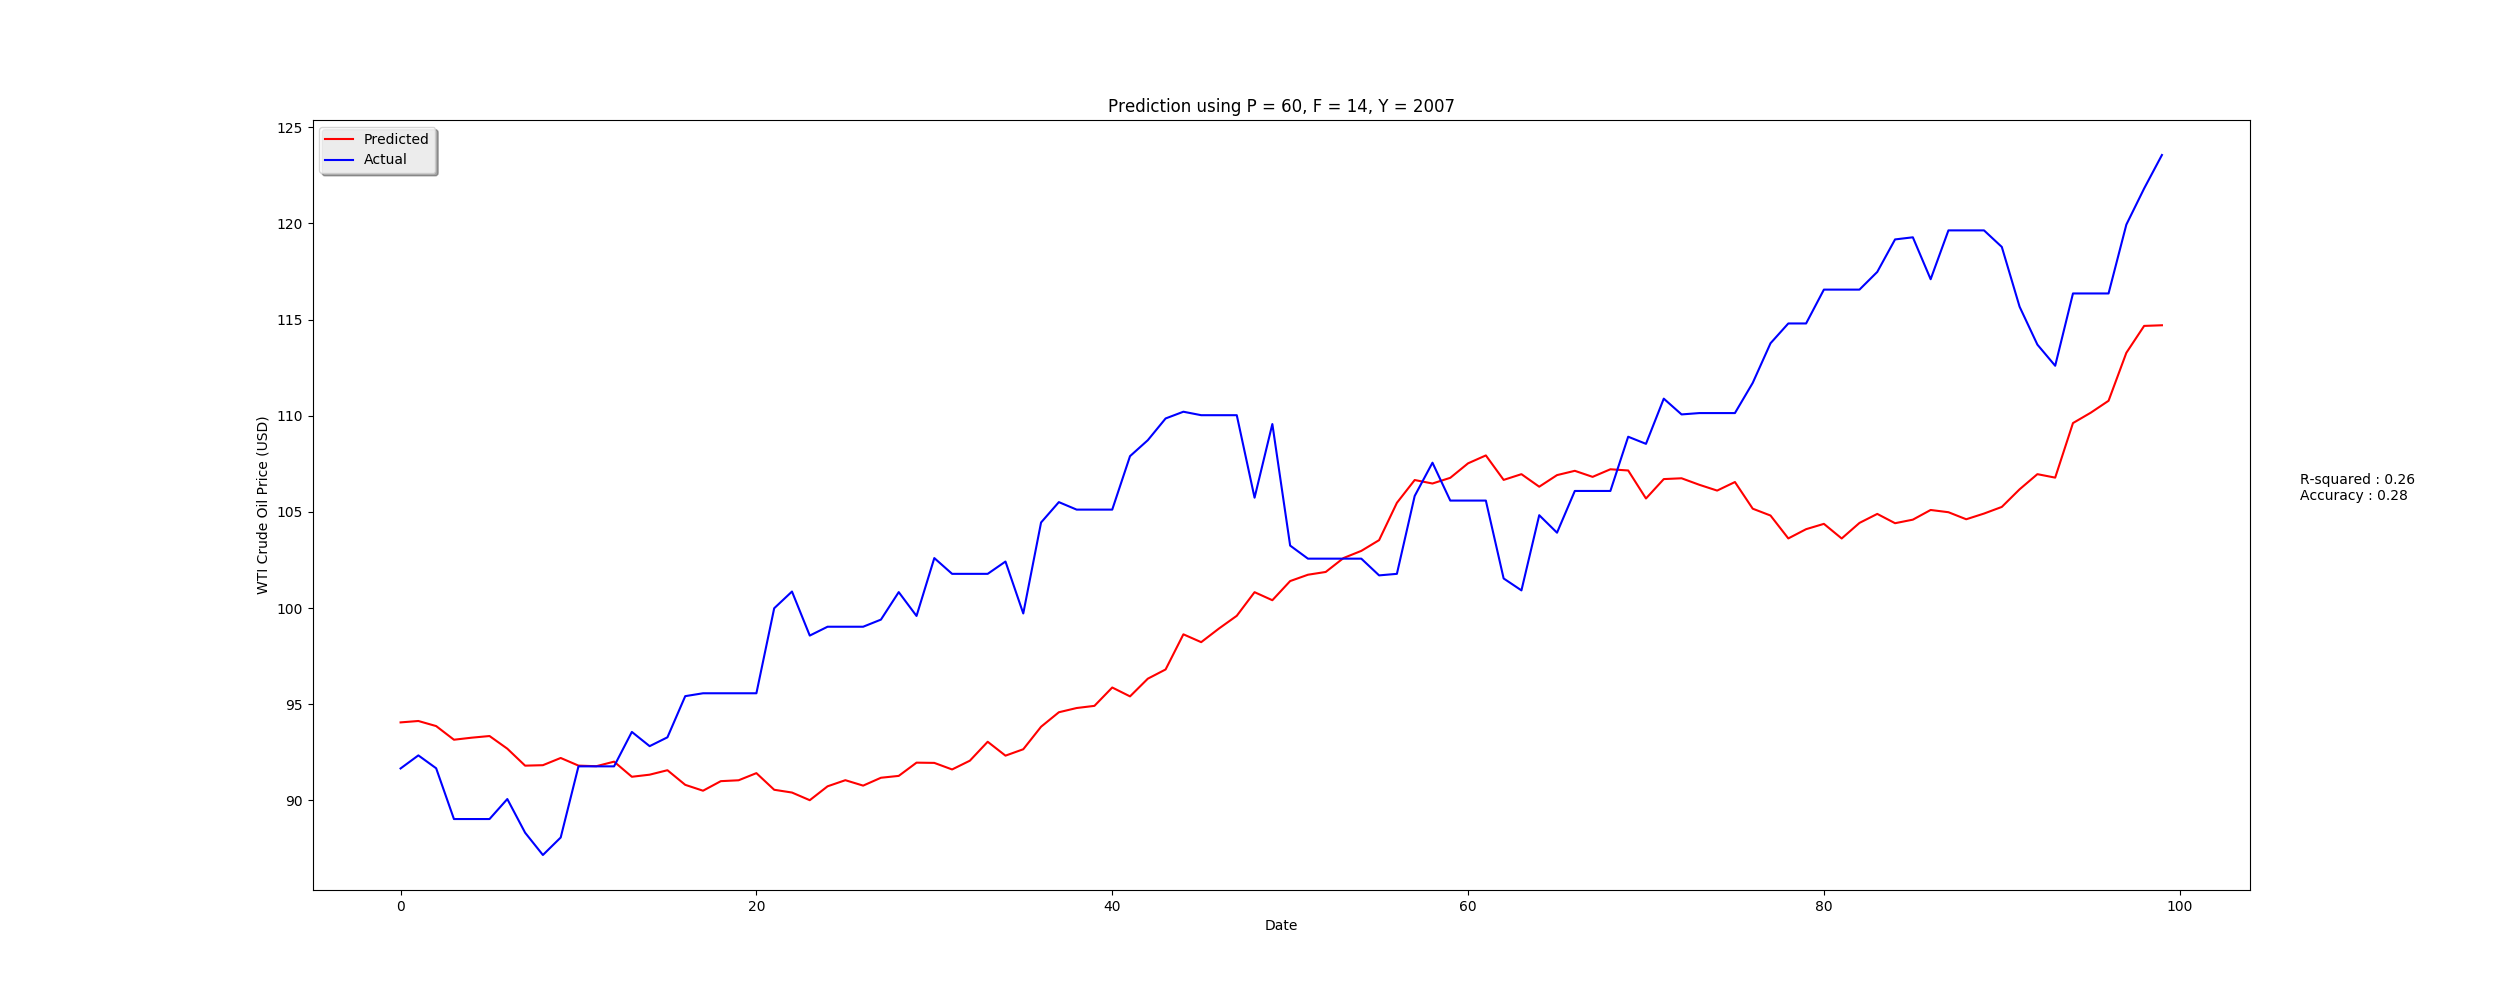 Prediction using P = 60, F = 14, Y = 2007
Predicted
Actual
WTI Crude Oil Price (USD)
125
120
115
110
105
100
95
90
0 20 40 60 80 100
Date
R-squared : 0.26
Accuracy : 0.28